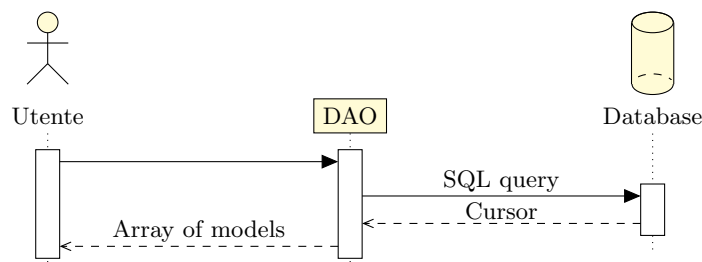 Utente
DAO
Database
SQL query
Cursor
Array of models